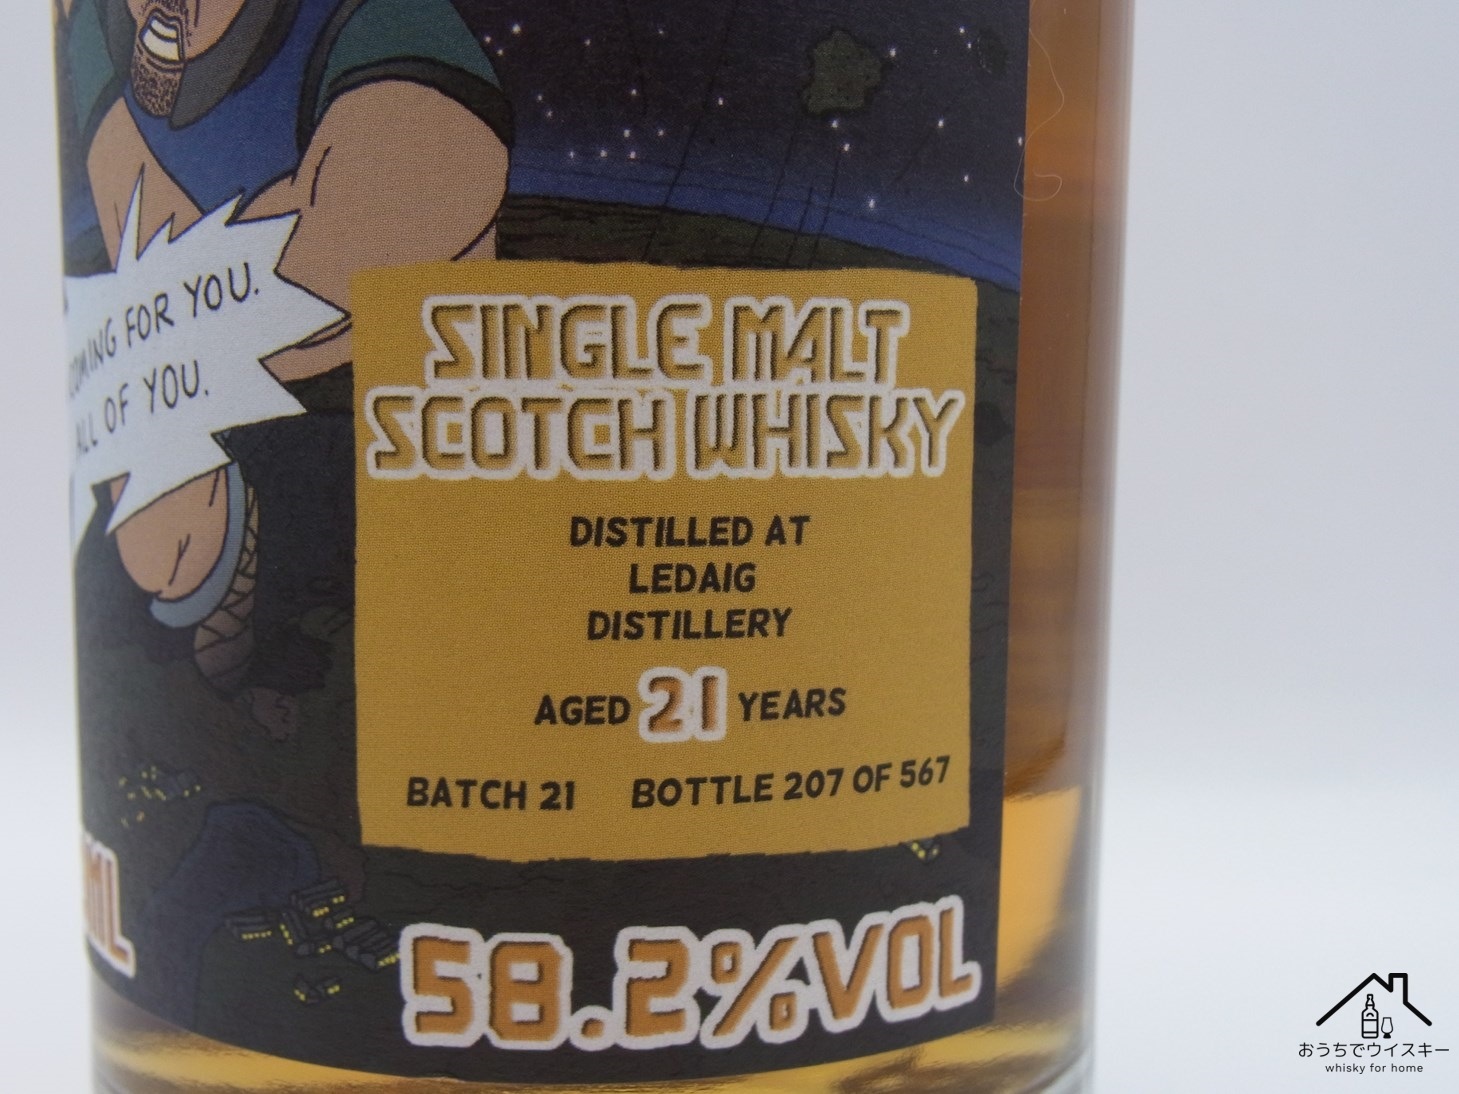 COMING FOR YOU.
ALL OF YOU.
SINGLE MALT
SCOTCH WHISKY
DISTILLED AT
LEDAIG
DISTILLERY
AGED 21 YEARS
BATCH 21 BOTTLE 207 OF 567
ML
58.2%VOL
おうちでウイスキー
whisky for home